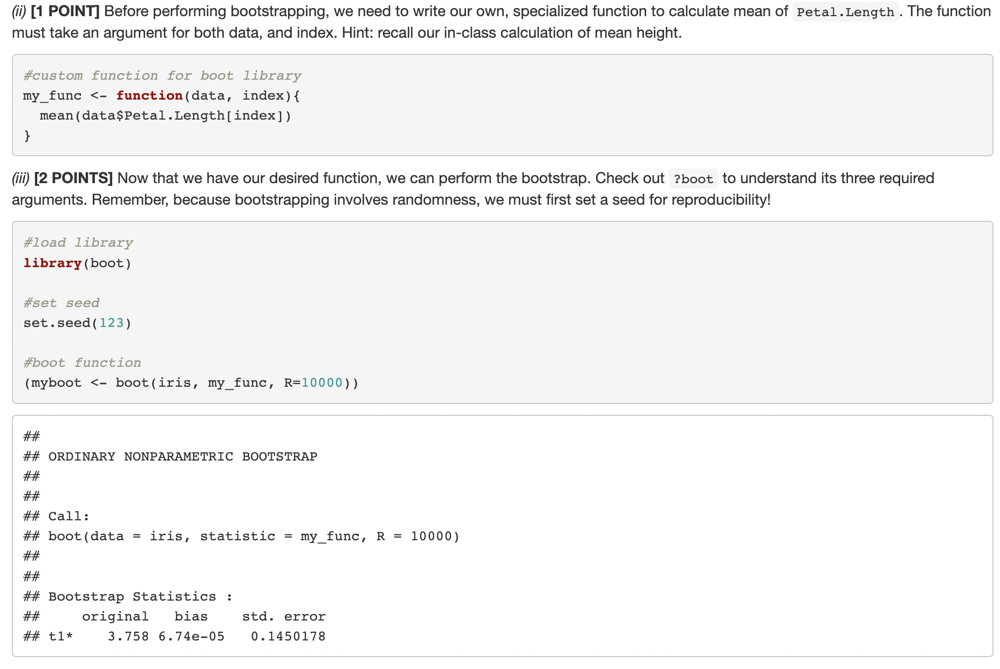 (ii) [1 POINT] Before performing bootstrapping, we need to write our own, specialized function to calculate mean of Petal.Length . The function
must take an argument for both data, and index. Hint: recall our in-class calculation of mean height.
#custom function for boot library
my_func <- function(data, index){
  mean(data$Petal.Length[index])
}
(iii) [2 POINTS] Now that we have our desired function, we can perform the bootstrap. Check out ?boot to understand its three required
arguments. Remember, because bootstrapping involves randomness, we must first set a seed for reproducibility!
#load library
library(boot)
#set seed
set.seed(123)
#boot function
(myboot <- boot(iris, my_func, R=10000))
##
## ORDINARY NONPARAMETRIC BOOTSTRAP
##
##
## Call:
## boot(data = iris, statistic = my_func, R = 10000)
##
##
## Bootstrap Statistics :
##     original   bias    std. error
## t1*    3.758 6.74e-05   0.1450178